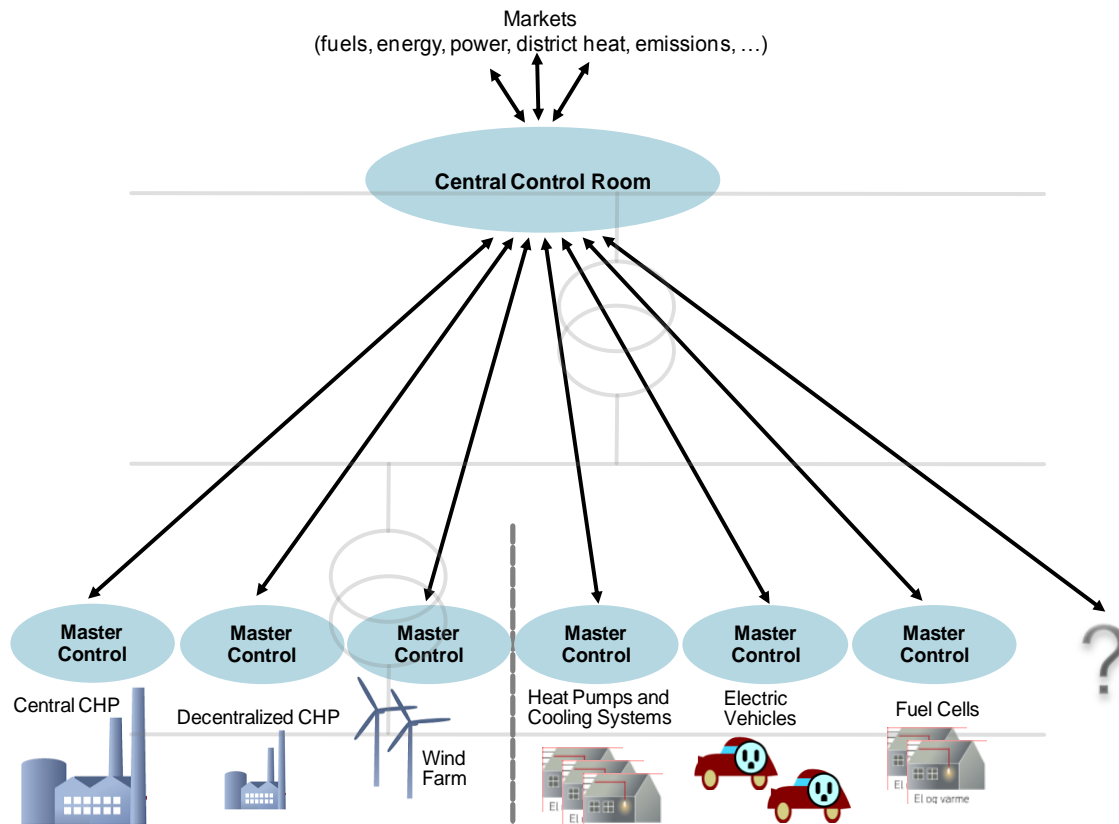 Markets
(fuels, energy, power, district heat, emissions, …)
Central Control Room
Master
Control
Master
Control
Master
Control
Master
Control
Master
Control
Master
Control
?
Central CHP
Decentralized CHP
Wind
Farm
Heat Pumps and
Cooling Systems
Electric
Vehicles
Fuel Cells
El
El og varme